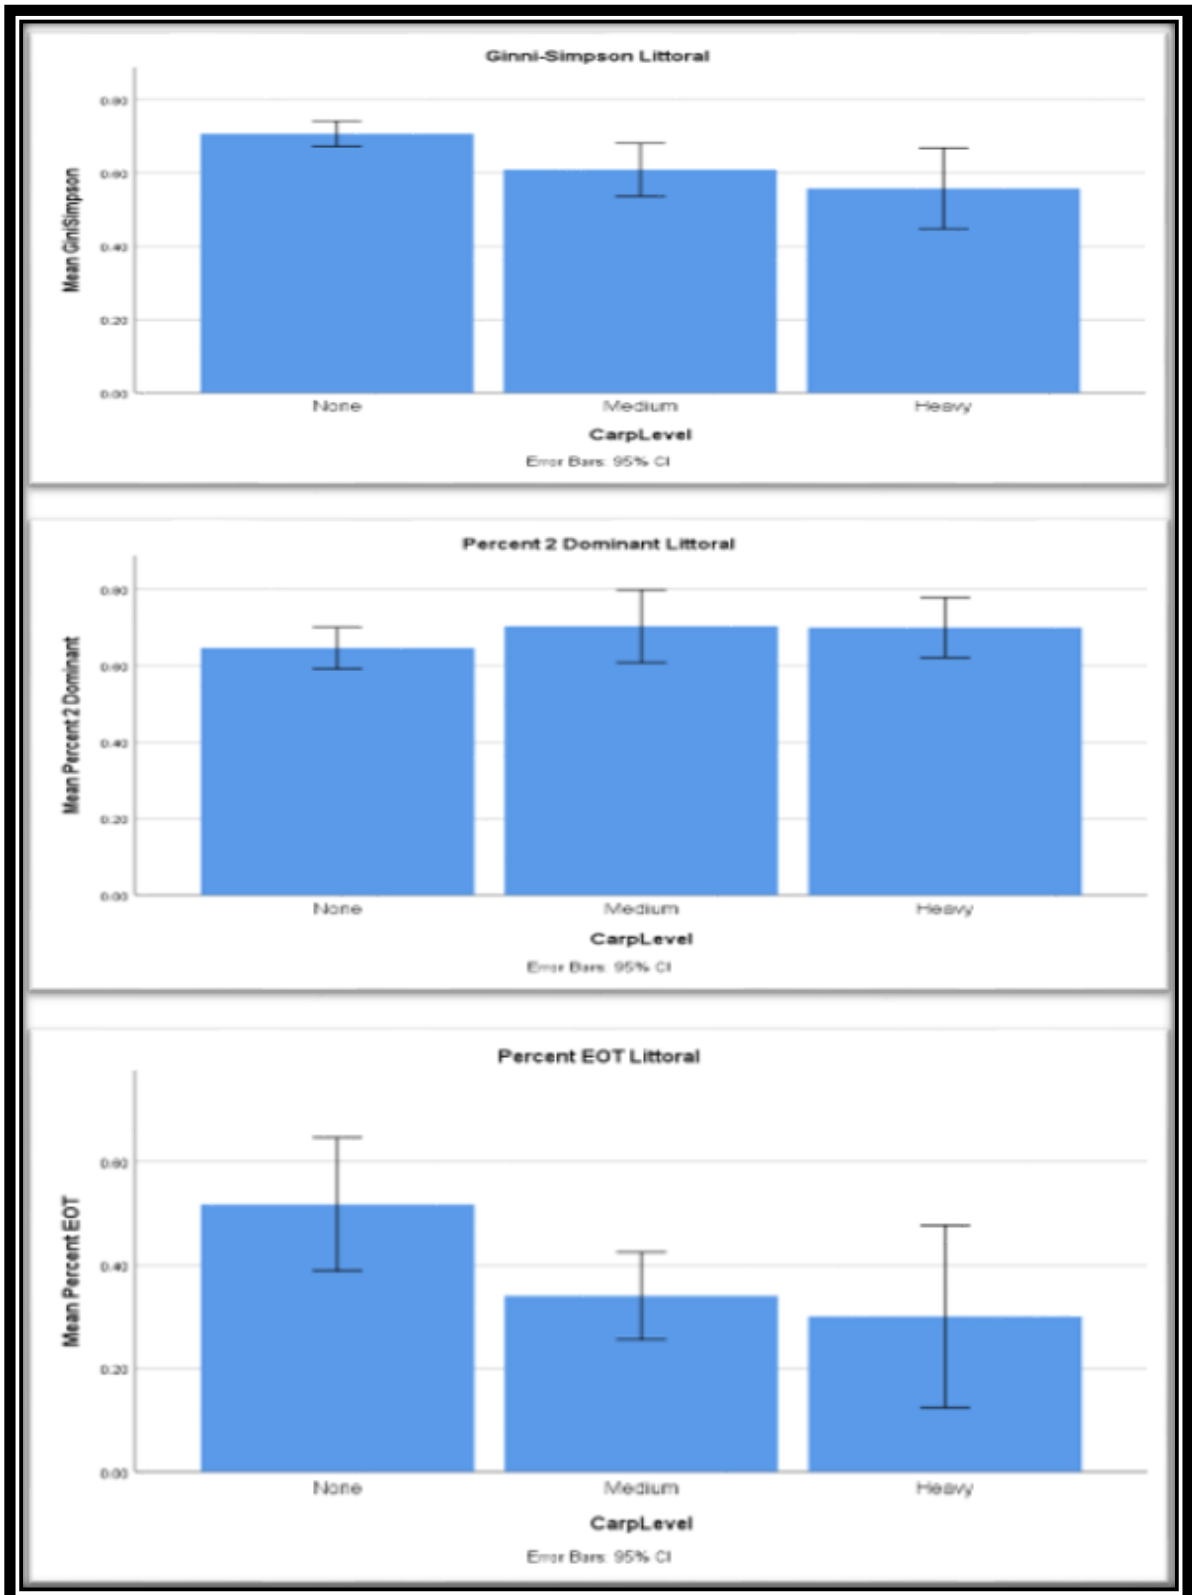 Ginni-Simpson Littoral
Mean GiniSimpson
0.80
0.60
0.40
0.20
0.00
None Medium Heavy
CarpLevel
Error Bars: 95% CI
Percent 2 Dominant Littoral
Mean Percent 2 Dominant
0.80
0.60
0.40
0.20
0.00
None Medium Heavy
CarpLevel
Error Bars: 95% CI
Percent EOT Littoral
Mean Percent EOT
0.60
0.40
0.20
0.00
None Medium Heavy
CarpLevel
Error Bars: 95% CI